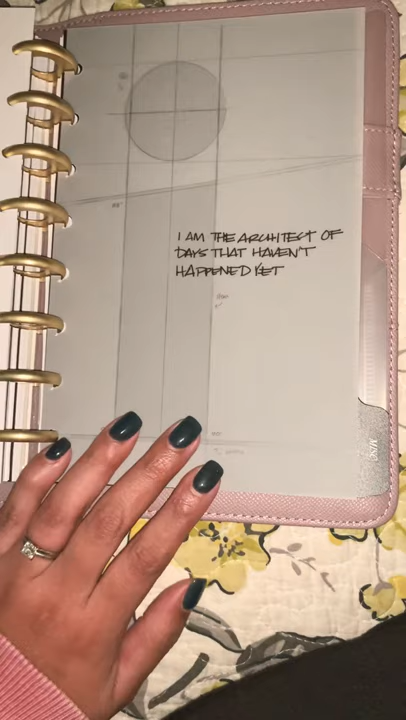 I AM THE ARCHITECT OF
DAYS THAT HAVEN'T
HAPPENED YET